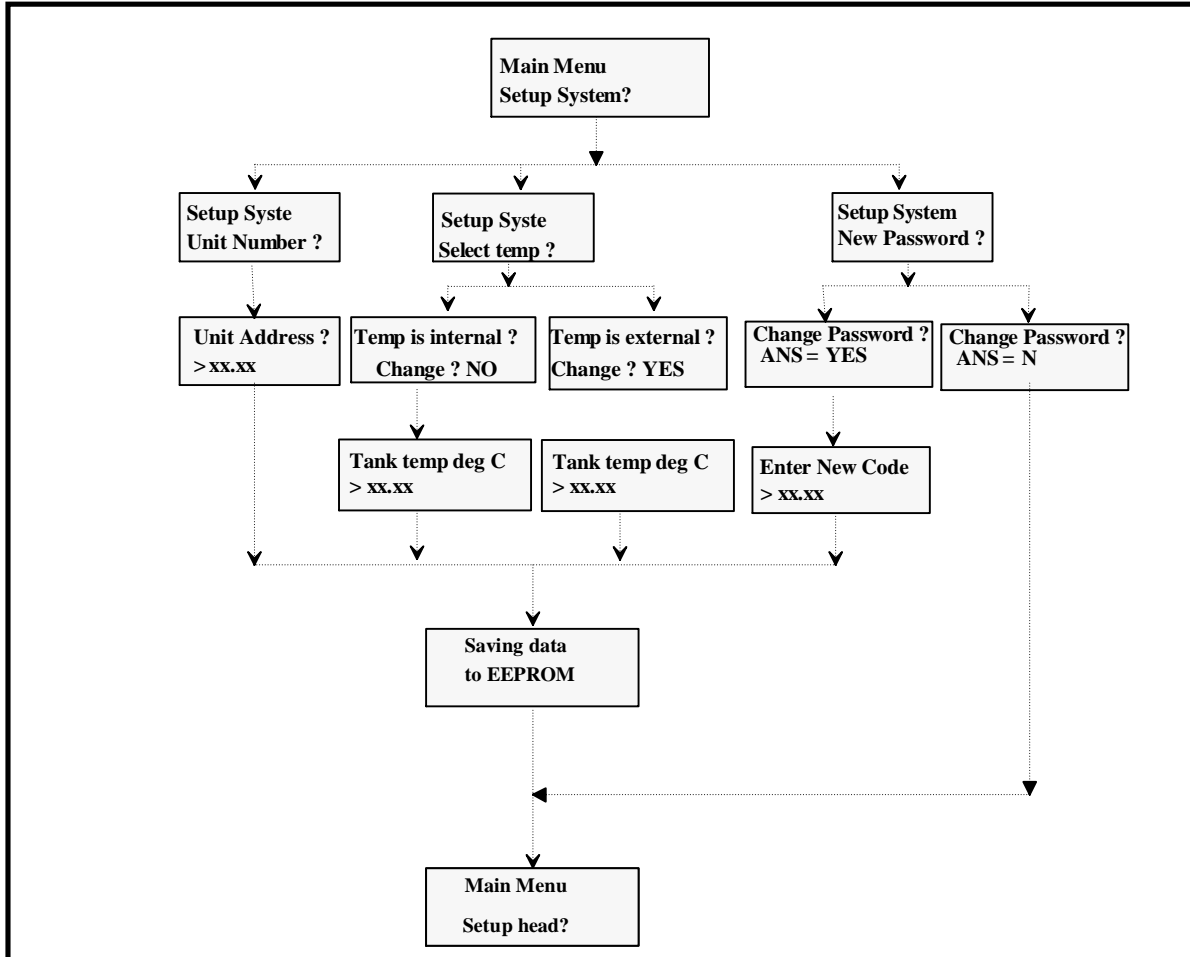 Main Menu
Setup System?
Setup Syste
Unit Number ?
Setup Syste
Select temp ?
Setup System
New Password ?
Unit Address ?
> xx.xx
Temp is internal ?
Change ? NO
Temp is external ?
Change ? YES
Change Password ?
ANS = YES
Change Password ?
ANS = N
Tank temp deg C
> xx.xx
Tank temp deg C
> xx.xx
Enter New Code
> xx.xx
Saving data
to EEPROM
Main Menu
Setup head?